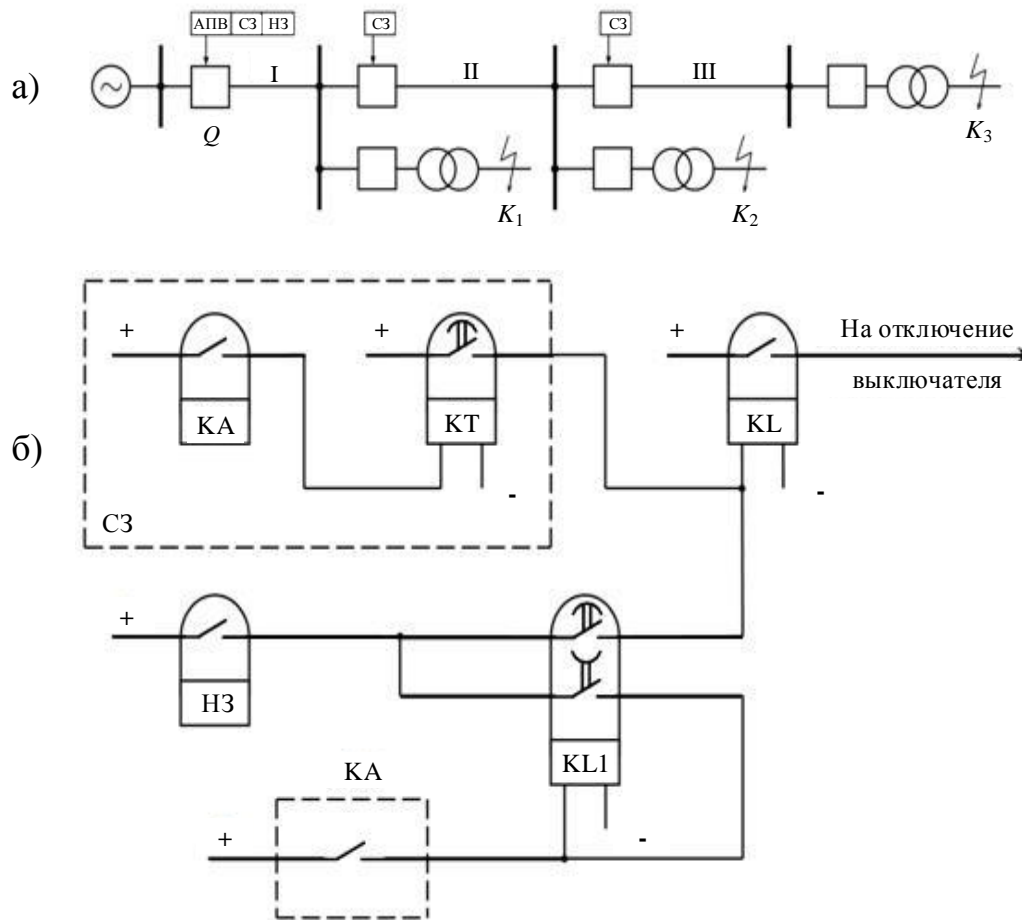 а)
АПВ СЗ НЗ
СЗ
СЗ
I
II
III
Q
K1
K2
K3
б)
+
+
+
На отключение
выключателя
KA
KT
KL
-
-
СЗ
+
НЗ
KL1
KA
+
-